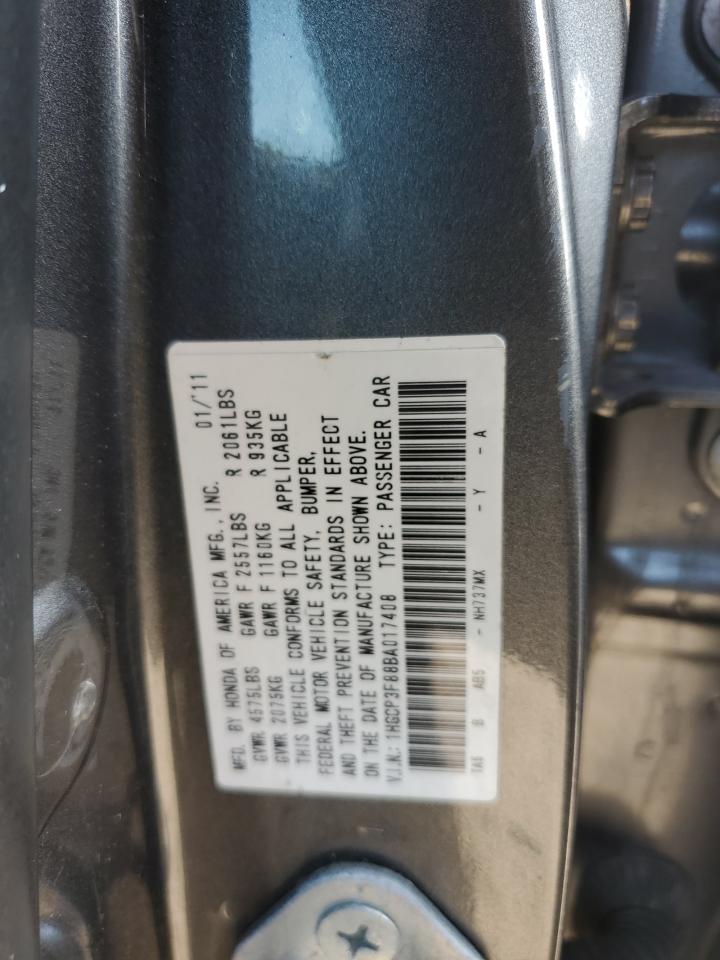 MFD. BY HONDA OF AMERICA MFG., INC. 01/'11
GVWR 4575LBS GAWR F 2557LBS R 2061LBS
GVWR 2075KG GAWR F 1160KG R 935KG
THIS VEHICLE CONFORMS TO ALL APPLICABLE
FEDERAL MOTOR VEHICLE SAFETY, BUMPER,
AND THEFT PREVENTION STANDARDS IN EFFECT
ON THE DATE OF MANUFACTURE SHOWN ABOVE.
V.I.N.: 1HGCP3F88BA017408 TYPE: PASSENGER CAR
TA6 B AB5 - NH737MX - Y - A